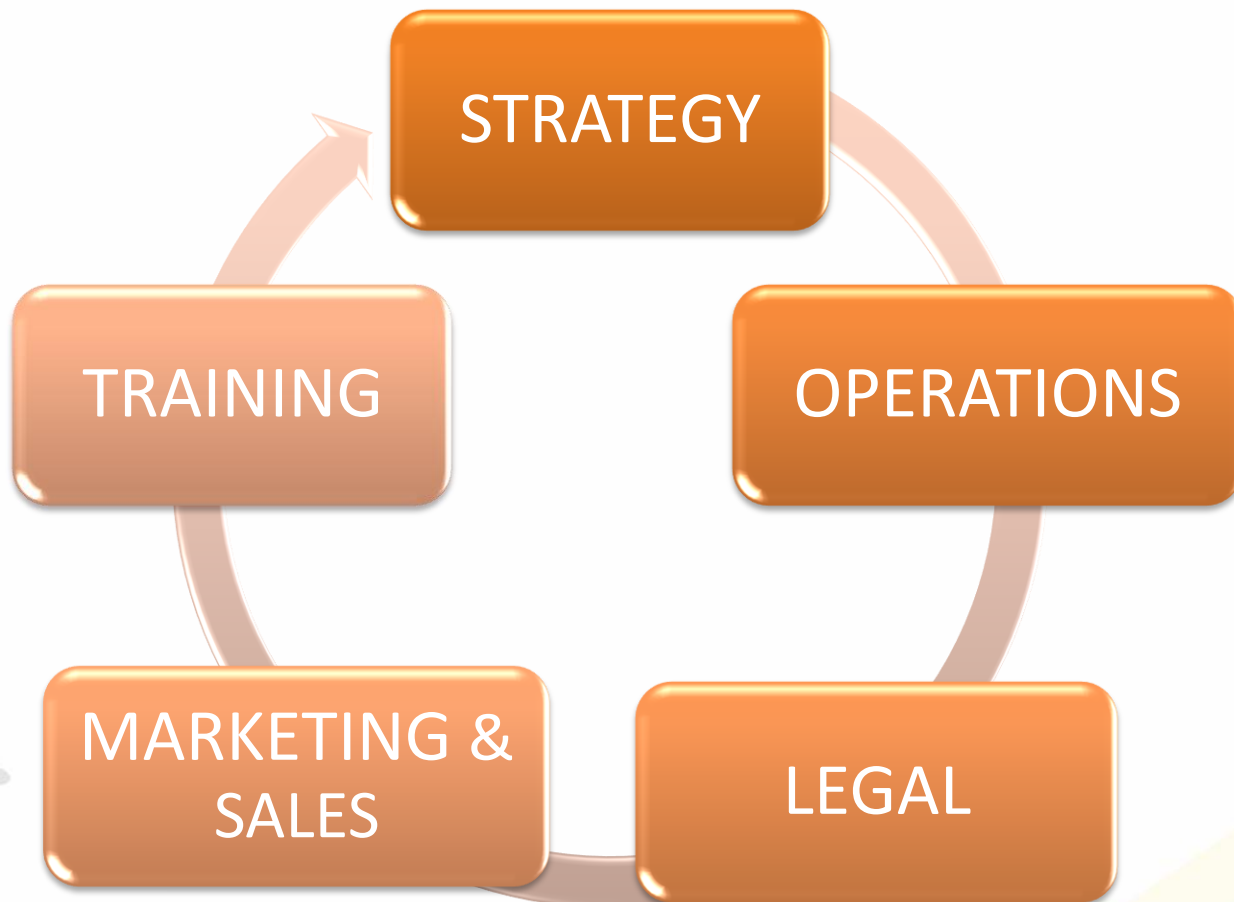 STRATEGY
OPERATIONS
LEGAL
MARKETING &
SALES
TRAINING